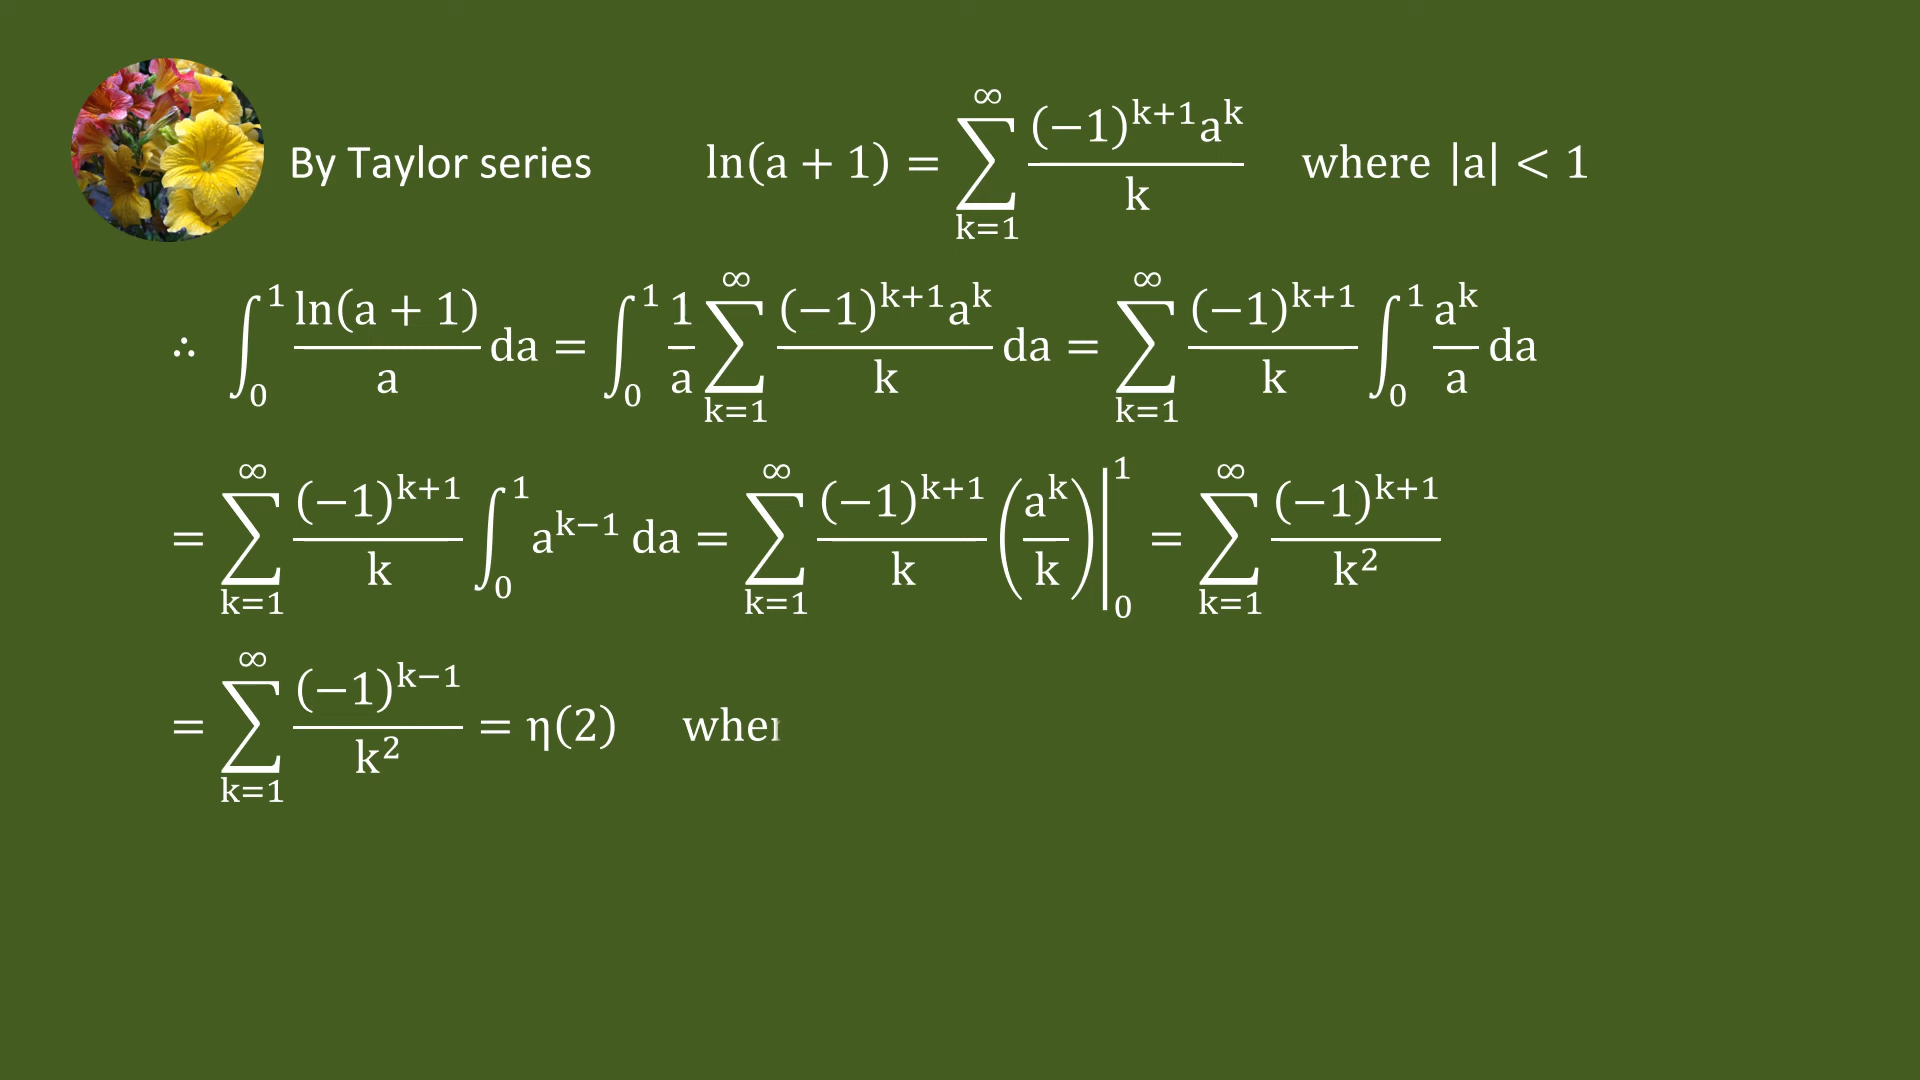 By Taylor series ln(a + 1) = ∑_{k=1}^{∞} (−1)^{k+1}a^k / k where |a| < 1
∴ ∫_0^1 ln(a + 1)/a da = ∫_0^1 1/a ∑_{k=1}^{∞} (−1)^{k+1}a^k / k da = ∑_{k=1}^{∞} (−1)^{k+1} / k ∫_0^1 a^k/a da
= ∑_{k=1}^{∞} (−1)^{k+1} / k ∫_0^1 a^{k−1} da = ∑_{k=1}^{∞} (−1)^{k+1} / k (a^k/k)|_0^1 = ∑_{k=1}^{∞} (−1)^{k+1} / k^2
= ∑_{k=1}^{∞} (−1)^{k−1} / k^2 = η(2)